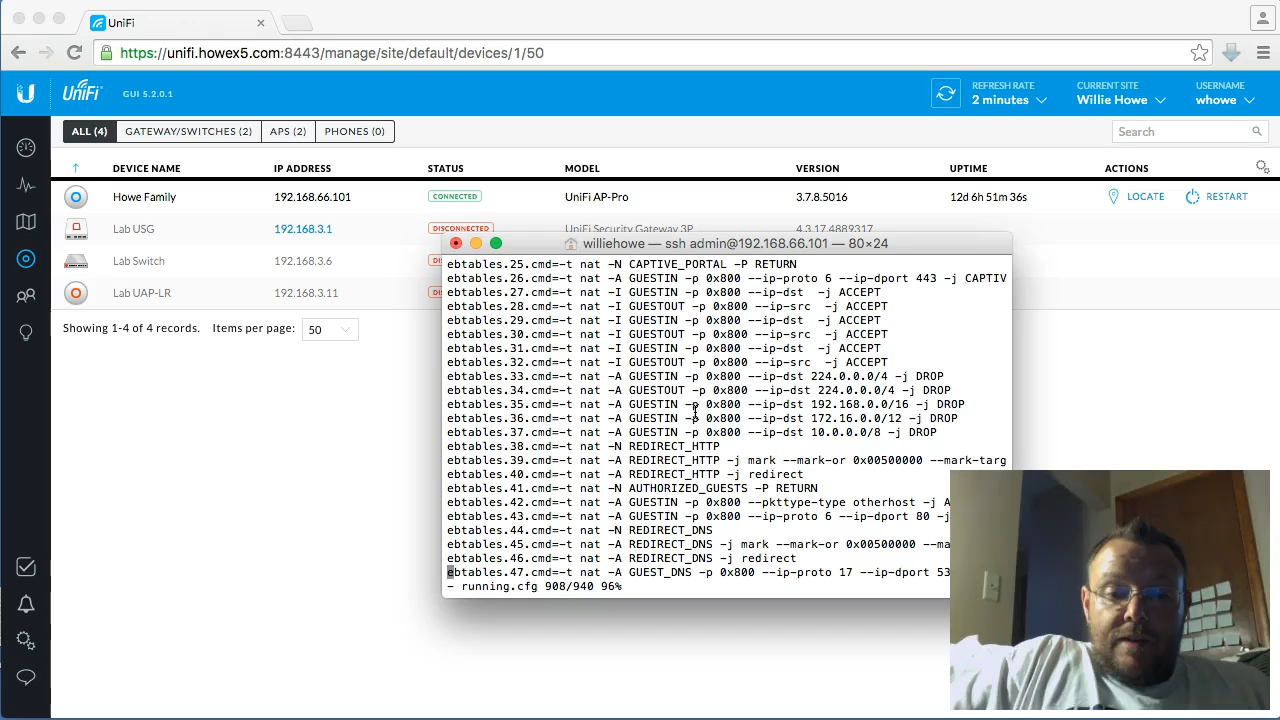 UniFi
https://unifi.howex5.com:8443/manage/site/default/devices/1/50
UniFi
GUI 5.2.0.1
REFRESH RATE
2 minutes
CURRENT SITE
Willie Howe
USERNAME
whowe
ALL (4)
GATEWAY/SWITCHES (2)
APS (2)
PHONES (0)
Search
DEVICE NAME IP ADDRESS STATUS MODEL VERSION UPTIME ACTIONS
Howe Family 192.168.66.101 CONNECTED UniFi AP-Pro 3.7.8.5016 12d 6h 51m 36s LOCATE RESTART
Lab USG 192.168.3.1 DISCONNECTED UniFi Security Gateway 3P 4.3.17.4889317
Lab Switch 192.168.3.6
Lab UAP-LR 192.168.3.11
Showing 1-4 of 4 records. Items per page: 50
williehowe — ssh admin@192.168.66.101 — 80×24
ebtables.25.cmd=-t nat -N CAPTIVE_PORTAL -P RETURN
ebtables.26.cmd=-t nat -A GUESTIN -p 0x800 --ip-proto 6 --ip-dport 443 -j CAPTIV
ebtables.27.cmd=-t nat -I GUESTIN -p 0x800 --ip-dst  -j ACCEPT
ebtables.28.cmd=-t nat -I GUESTOUT -p 0x800 --ip-src  -j ACCEPT
ebtables.29.cmd=-t nat -I GUESTIN -p 0x800 --ip-dst  -j ACCEPT
ebtables.30.cmd=-t nat -I GUESTOUT -p 0x800 --ip-src  -j ACCEPT
ebtables.31.cmd=-t nat -I GUESTIN -p 0x800 --ip-dst  -j ACCEPT
ebtables.32.cmd=-t nat -I GUESTOUT -p 0x800 --ip-src  -j ACCEPT
ebtables.33.cmd=-t nat -A GUESTIN -p 0x800 --ip-dst 224.0.0.0/4 -j DROP
ebtables.34.cmd=-t nat -A GUESTOUT -p 0x800 --ip-dst 224.0.0.0/4 -j DROP
ebtables.35.cmd=-t nat -A GUESTIN -p 0x800 --ip-dst 192.168.0.0/16 -j DROP
ebtables.36.cmd=-t nat -A GUESTIN -p 0x800 --ip-dst 172.16.0.0/12 -j DROP
ebtables.37.cmd=-t nat -A GUESTIN -p 0x800 --ip-dst 10.0.0.0/8 -j DROP
ebtables.38.cmd=-t nat -N REDIRECT_HTTP
ebtables.39.cmd=-t nat -A REDIRECT_HTTP -j mark --mark-or 0x00500000 --mark-targ
ebtables.40.cmd=-t nat -A REDIRECT_HTTP -j redirect
ebtables.41.cmd=-t nat -N AUTHORIZED_GUESTS -P RETURN
ebtables.42.cmd=-t nat -A GUESTIN -p 0x800 --pkttype-type otherhost -j A
ebtables.43.cmd=-t nat -A GUESTIN -p 0x800 --ip-proto 6 --ip-dport 80 -j
ebtables.44.cmd=-t nat -N REDIRECT_DNS
ebtables.45.cmd=-t nat -A REDIRECT_DNS -j mark --mark-or 0x00500000 --ma
ebtables.46.cmd=-t nat -A REDIRECT_DNS -j redirect
ebtables.47.cmd=-t nat -A GUEST_DNS -p 0x800 --ip-proto 17 --ip-dport 53
- running.cfg 908/940 96%